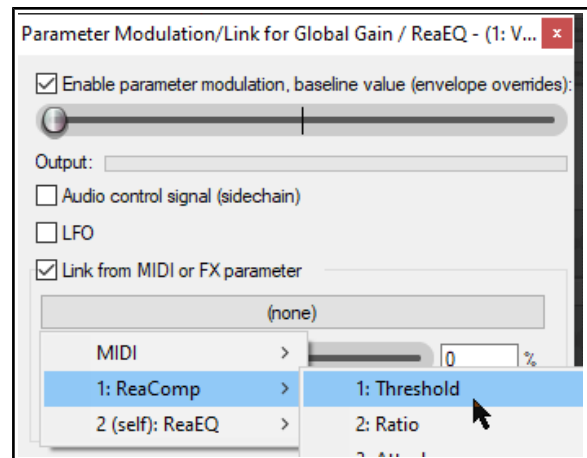 Parameter Modulation/Link for Global Gain / ReaEQ - (1: V... x
Enable parameter modulation, baseline value (envelope overrides):
Output:
Audio control signal (sidechain)
LFO
Link from MIDI or FX parameter
(none)
MIDI >
0 %
1: ReaComp >
1: Threshold
2 (self): ReaEQ >
2: Ratio